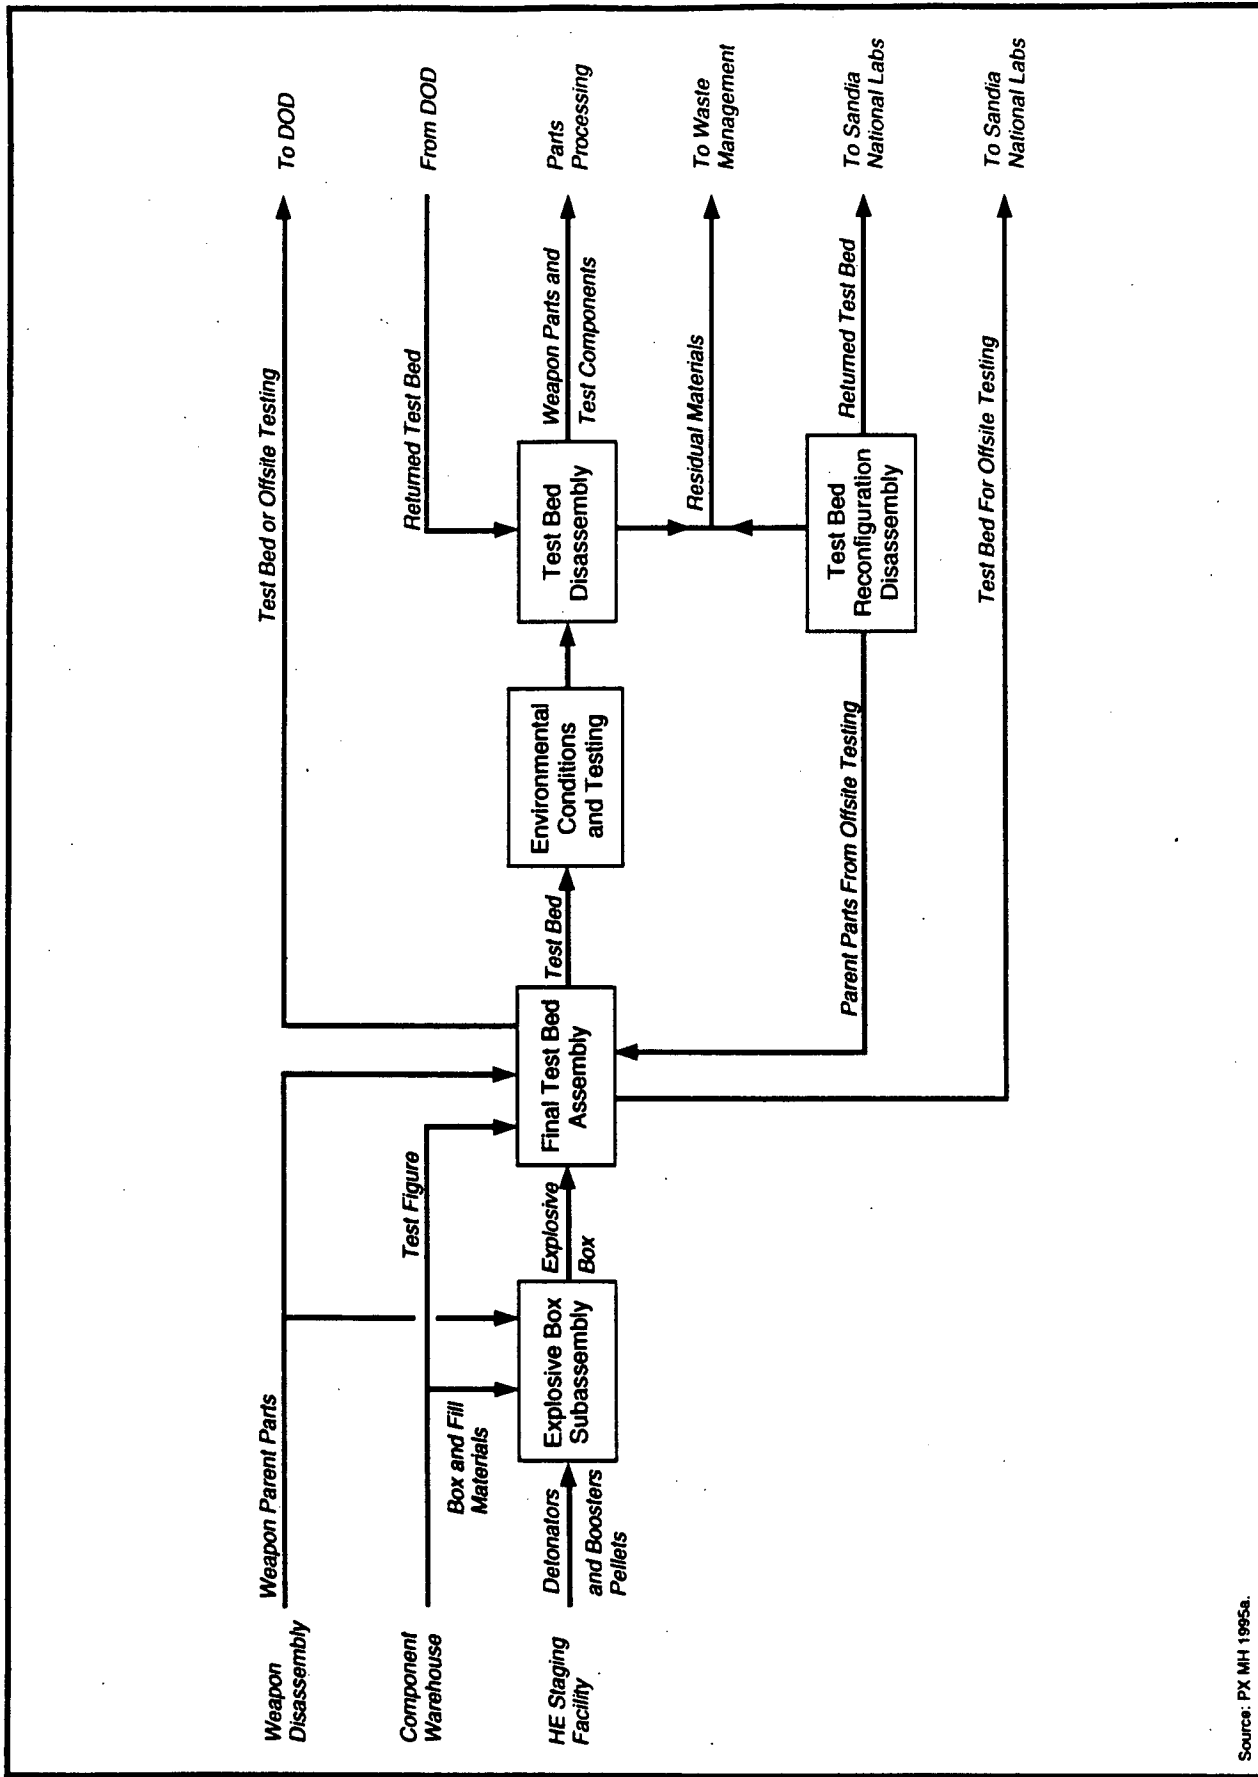 Weapon
Disassembly
Weapon Parent Parts
Test Bed or Offsite Testing
To DOD
Component
Warehouse
Test Figure
Returned Test Bed
From DOD
Box and Fill
Materials
HE Staging
Facility
Detonators
and Boosters
Pellets
Explosive Box
Subassembly
Explosive
Box
Final Test Bed
Assembly
Test Bed
Environmental
Conditions
and Testing
Test Bed
Disassembly
Weapon Parts and
Test Components
Parts
Processing
Residual Materials
To Waste
Management
Parent Parts From Offsite Testing
Test Bed
Reconfiguration
Disassembly
Returned Test Bed
To Sandia
National Labs
Test Bed For Offsite Testing
To Sandia
National Labs
Source: PX MH 1995a.